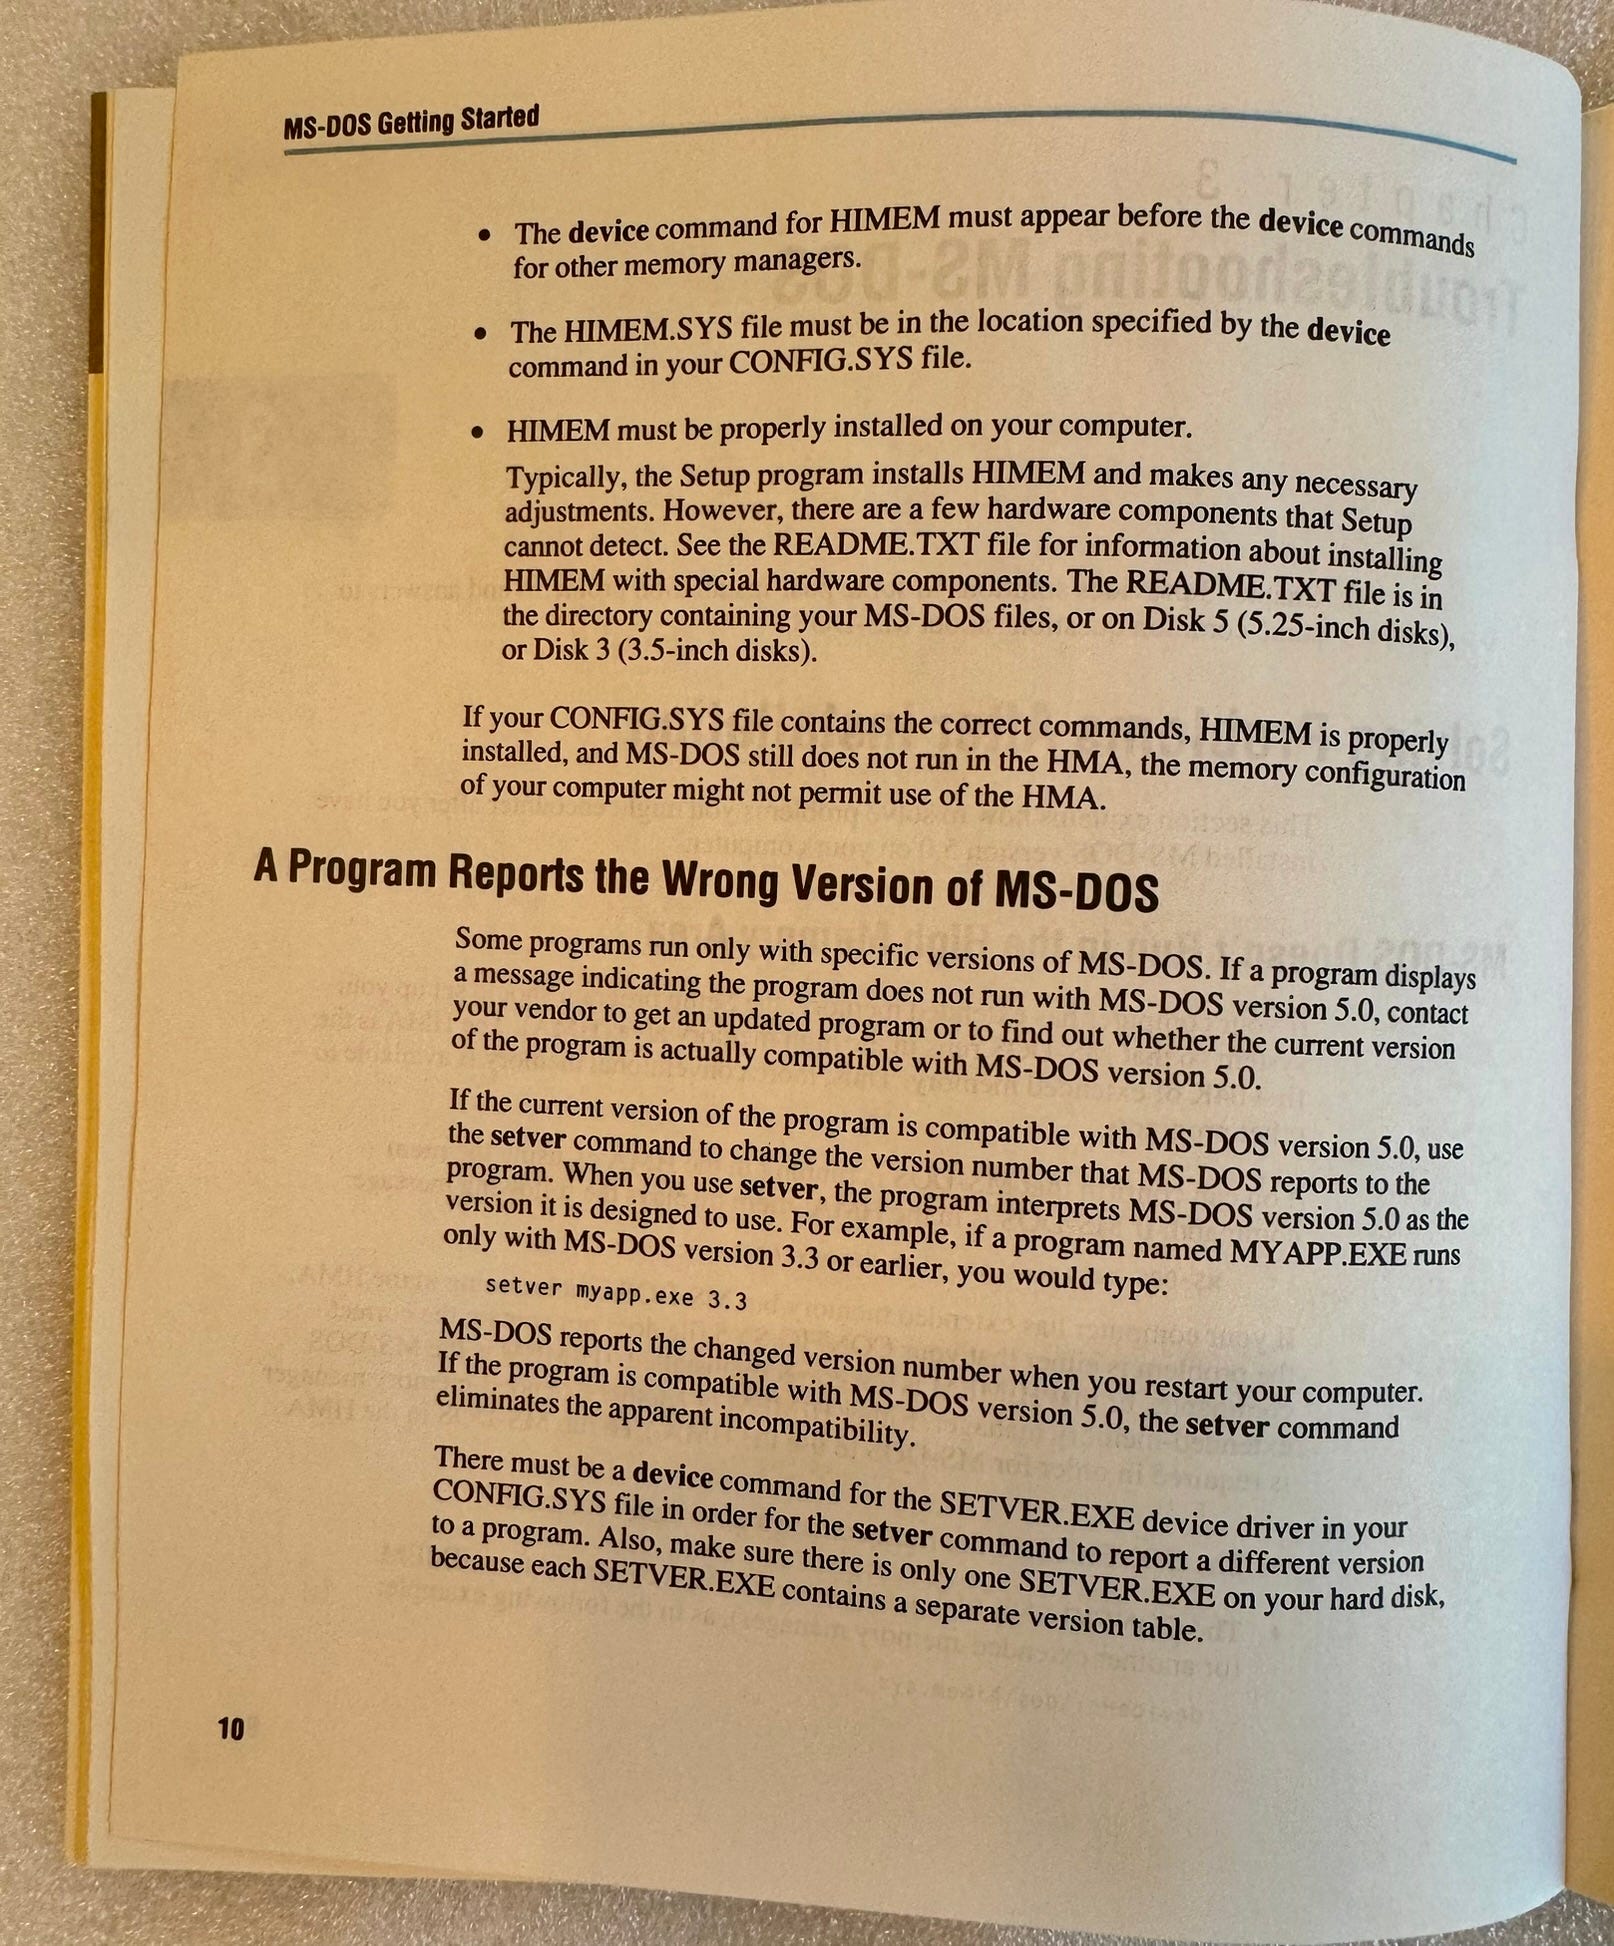 MS-DOS Getting Started
• The device command for HIMEM must appear before the device commands
for other memory managers.
• The HIMEM.SYS file must be in the location specified by the device
command in your CONFIG.SYS file.
• HIMEM must be properly installed on your computer.
Typically, the Setup program installs HIMEM and makes any necessary
adjustments. However, there are a few hardware components that Setup
cannot detect. See the README.TXT file for information about installing
HIMEM with special hardware components. The README.TXT file is in
the directory containing your MS-DOS files, or on Disk 5 (5.25-inch disks),
or Disk 3 (3.5-inch disks).
If your CONFIG.SYS file contains the correct commands, HIMEM is properly
installed, and MS-DOS still does not run in the HMA, the memory configuration
of your computer might not permit use of the HMA.
A Program Reports the Wrong Version of MS-DOS
Some programs run only with specific versions of MS-DOS. If a program displays
a message indicating the program does not run with MS-DOS version 5.0, contact
your vendor to get an updated program or to find out whether the current version
of the program is actually compatible with MS-DOS version 5.0.
If the current version of the program is compatible with MS-DOS version 5.0, use
the setver command to change the version number that MS-DOS reports to the
program. When you use setver, the program interprets MS-DOS version 5.0 as the
version it is designed to use. For example, if a program named MYAPP.EXE runs
only with MS-DOS version 3.3 or earlier, you would type:
setver myapp.exe 3.3
MS-DOS reports the changed version number when you restart your computer.
If the program is compatible with MS-DOS version 5.0, the setver command
eliminates the apparent incompatibility.
There must be a device command for the SETVER.EXE device driver in your
CONFIG.SYS file in order for the setver command to report a different version
to a program. Also, make sure there is only one SETVER.EXE on your hard disk,
because each SETVER.EXE contains a separate version table.
10